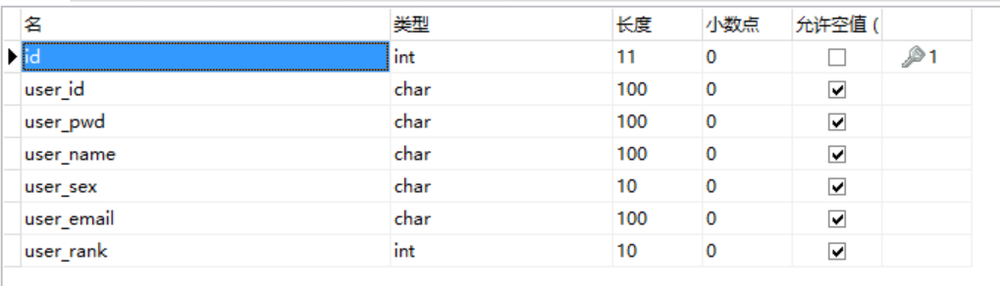 名 类型 长度 小数点 允许空值 (
id int 11 0 1
user_id char 100 0
user_pwd char 100 0
user_name char 100 0
user_sex char 10 0
user_email char 100 0
user_rank int 10 0